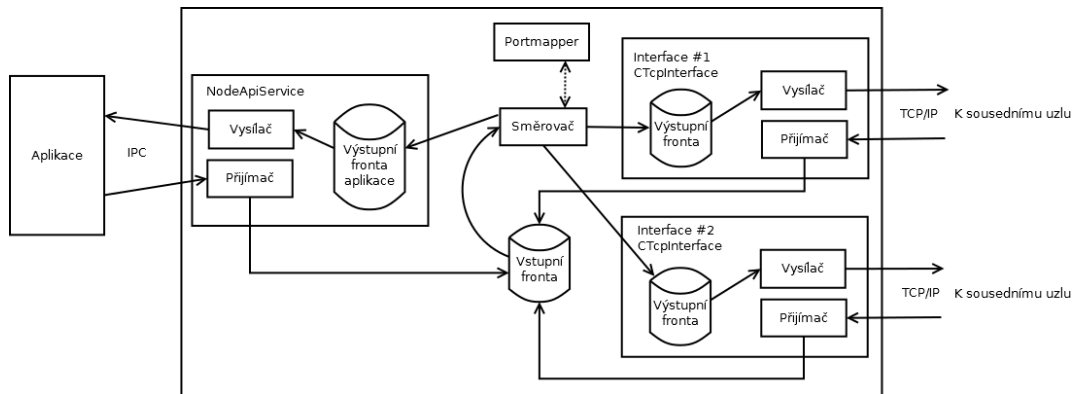 Portmapper
Interface #1
CTcpInterface
NodeApiService
Vysílač
TCP/IP
K sousednímu uzlu
Výstupní
fronta
Přijímač
Směrovač
Aplikace
IPC
Vysílač
Výstupní
fronta
aplikace
Přijímač
Vstupní
fronta
Interface #2
CTcpInterface
Vysílač
TCP/IP
K sousednímu uzlu
Výstupní
fronta
Přijímač